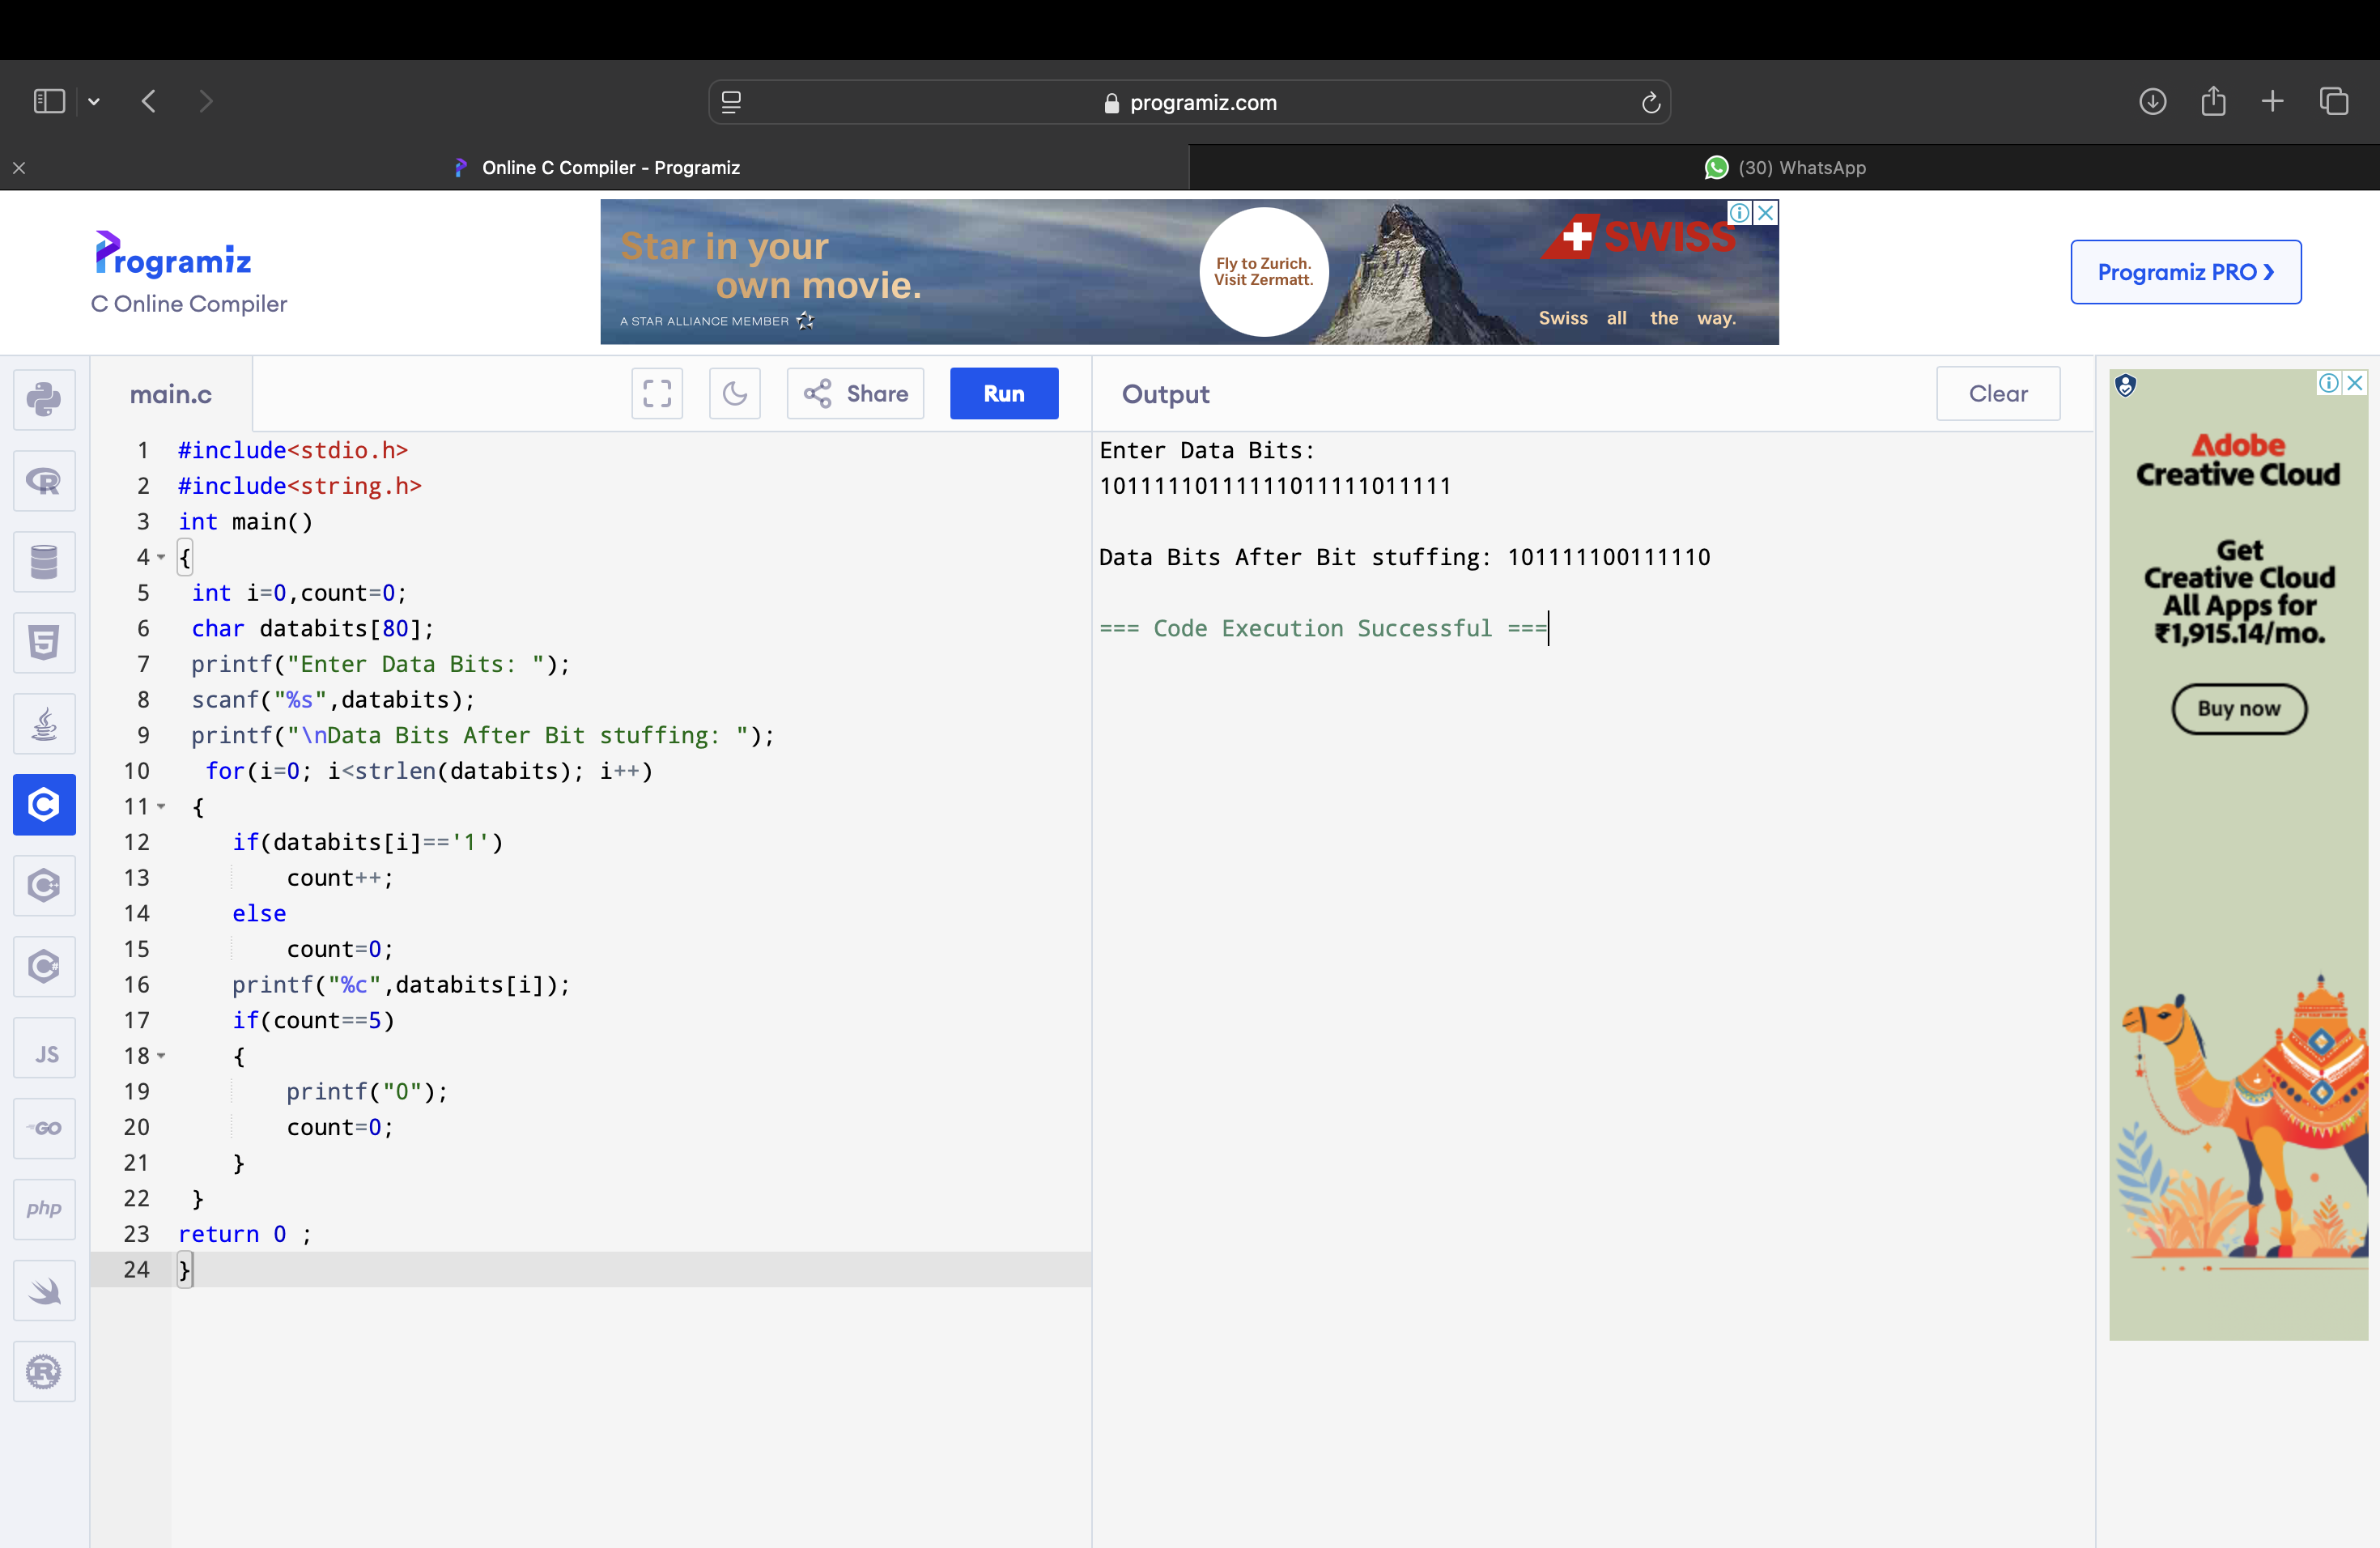 programiz.com
Online C Compiler - Programiz
(30) WhatsApp
Programiz
C Online Compiler
Star in your
own movie.
A STAR ALLIANCE MEMBER
Fly to Zurich.
Visit Zermatt.
SWISS
Swiss all the way.
Programiz PRO ❯
main.c
Share
Run
Output
Clear
1 #include<stdio.h>
2 #include<string.h>
3 int main()
4 {
5 int i=0,count=0;
6 char databits[80];
7 printf("Enter Data Bits: ");
8 scanf("%s",databits);
9 printf("\nData Bits After Bit stuffing: ");
10 for(i=0; i<strlen(databits); i++)
11 {
12 if(databits[i]=='1')
13 count++;
14 else
15 count=0;
16 printf("%c",databits[i]);
17 if(count==5)
18 {
19 printf("0");
20 count=0;
21 }
22 }
23 return 0 ;
24 }
Enter Data Bits:
10111110111111011111011111
Data Bits After Bit stuffing: 101111100111110
=== Code Execution Successful ===
Adobe
Creative Cloud
Get
Creative Cloud
All Apps for
₹1,915.14/mo.
Buy now
R
C
JS
GO
php
R